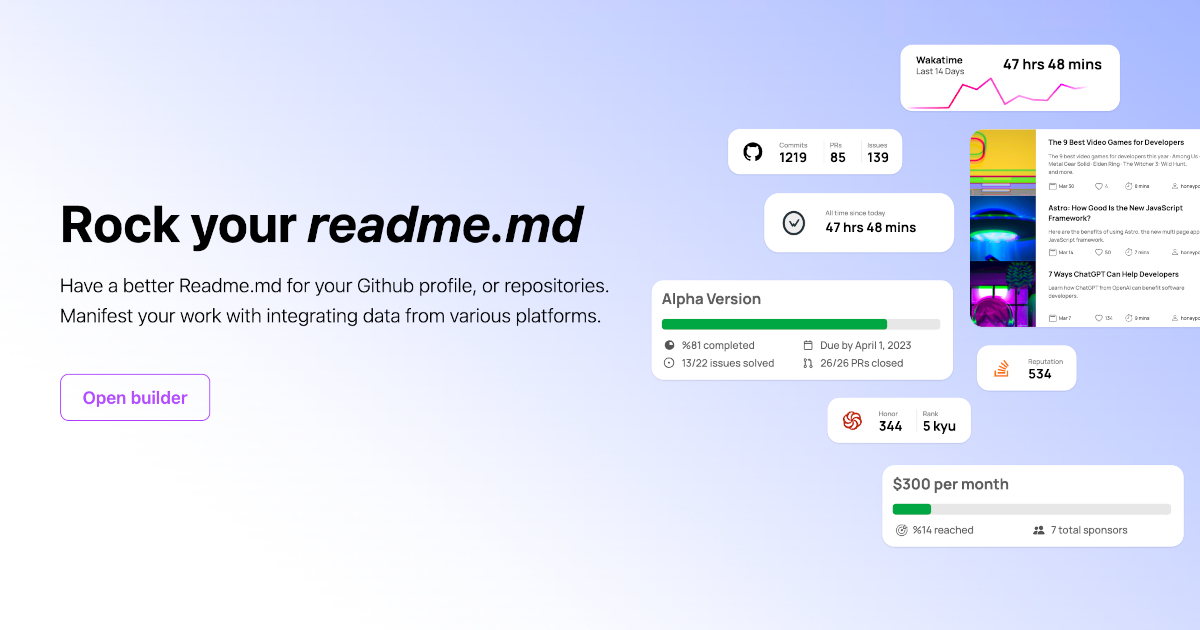 Rock your readme.md
Have a better Readme.md for your Github profile, or repositories.
Manifest your work with integrating data from various platforms.
Open builder
Wakatime
Last 14 Days
47 hrs 48 mins
Commits
1219
PRs
85
Issues
139
All time since today
47 hrs 48 mins
The 9 Best Video Games for Developers
The 9 best video games for developers this year - Among Us -
Metal Gear Solid - Elden Ring - The Witcher 3: Wild Hunt,
and more.
Mar 30
4
8 mins
honeypo
Astro: How Good Is the New JavaScript
Framework?
Here are the benefits of using Astro, the new multi page app
JavaScript framework.
Mar 14
50
7 mins
honeypo
7 Ways ChatGPT Can Help Developers
Learn how ChatGPT from OpenAI can benefit software
developers.
Mar 7
134
9 mins
honeypo
Alpha Version
%81 completed
Due by April 1, 2023
13/22 issues solved
26/26 PRs closed
Reputation
534
Honor
344
Rank
5 kyu
$300 per month
%14 reached
7 total sponsors